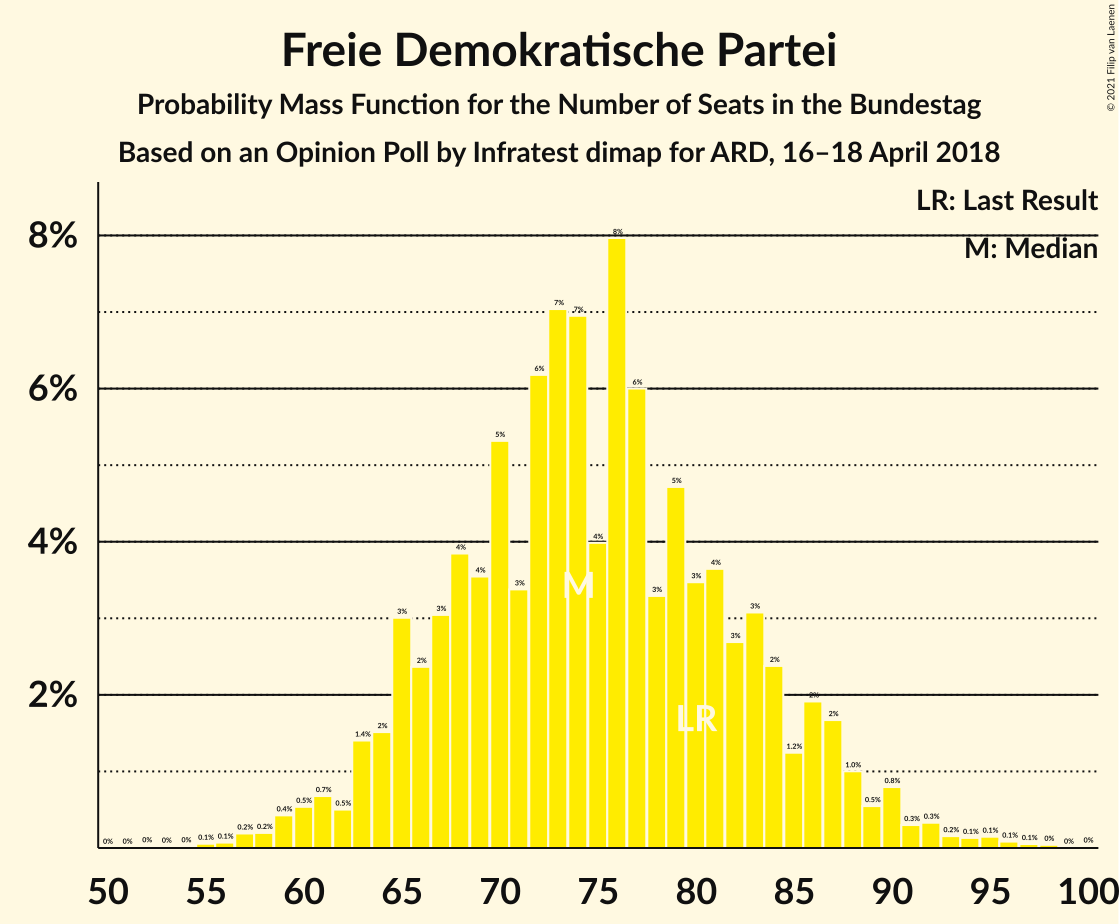 © 2021 Filip van Laenen
Freie Demokratische Partei
Probability Mass Function for the Number of Seats in the Bundestag
Based on an Opinion Poll by Infratest dimap for ARD, 16–18 April 2018
LR: Last Result
M: Median
8%
6%
4%
2%
0% 0% 0% 0% 0% 0.1% 0.1% 0.2% 0.2% 0.4% 0.5% 0.7% 0.5% 1.4% 2% 3% 2% 3% 4% 4% 5% 3% 6% 7% 7% 4% 8% 6% 3% 5% 3% 4% 3% 3% 2% 1.2% 2% 2% 1.0% 0.5% 0.8% 0.3% 0.3% 0.2% 0.1% 0.1% 0.1% 0.1% 0% 0% 0%
M
LR
50 55 60 65 70 75 80 85 90 95 100